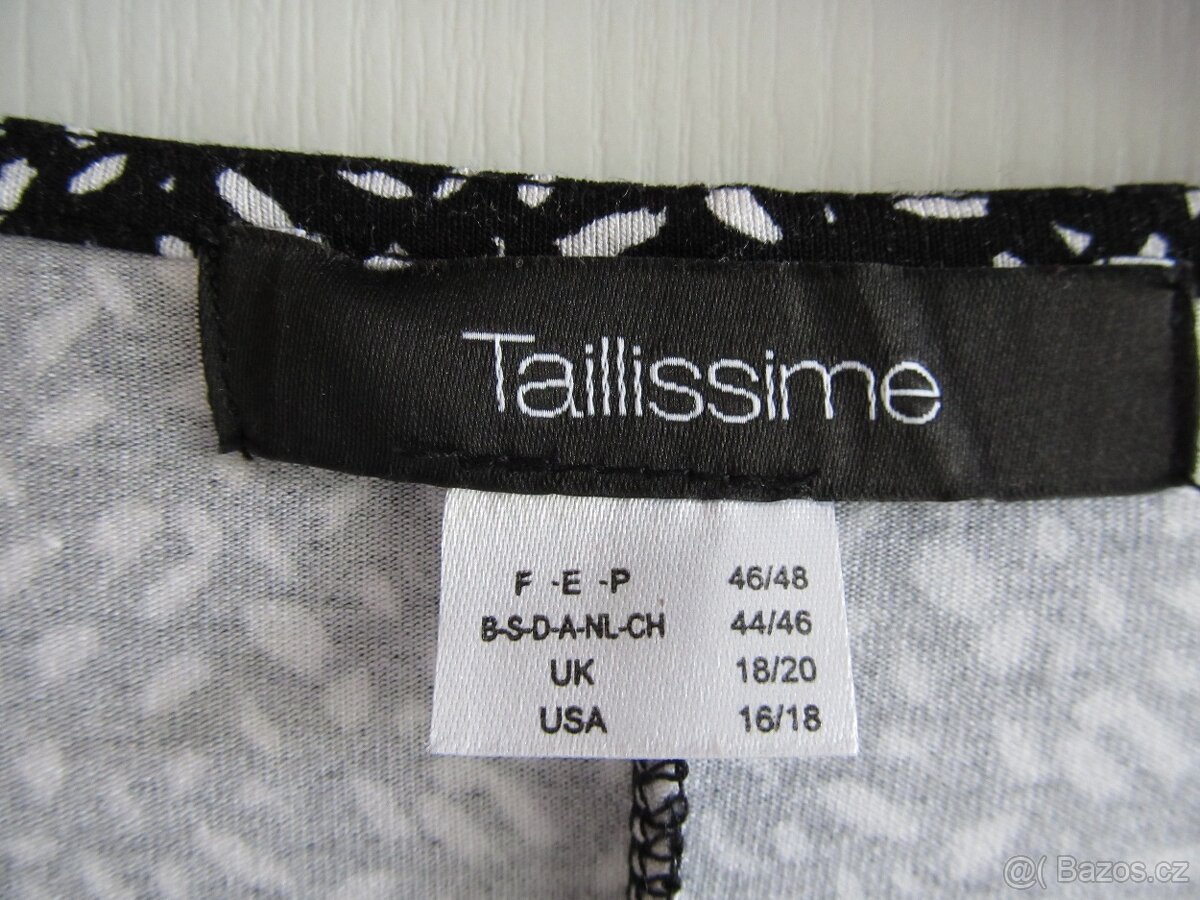 Taillissime
F -E -P 46/48
B-S-D-A-NL-CH 44/46
UK 18/20
USA 16/18
@( Bazos.cz